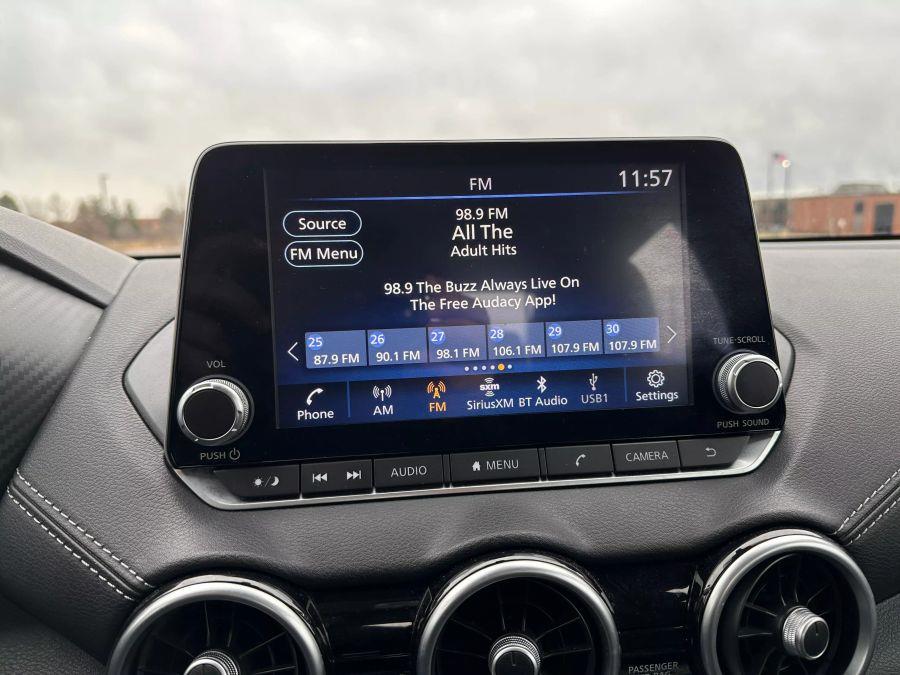 FM
11:57
Source
FM Menu
98.9 FM
All The
Adult Hits
98.9 The Buzz Always Live On
The Free Audacy App!
25
87.9 FM
26
90.1 FM
27
98.1 FM
28
106.1 FM
29
107.9 FM
30
107.9 FM
Phone
AM
FM
sxm
SiriusXM
BT Audio
USB1
Settings
VOL
PUSH
TUNE·SCROLL
PUSH SOUND
AUDIO
MENU
CAMERA
PASSENGER